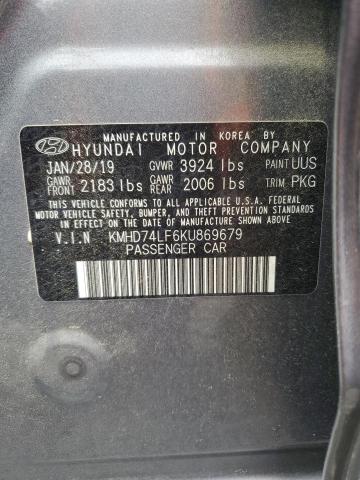 MANUFACTURED IN KOREA BY
HYUNDAI MOTOR COMPANY
JAN/28/19 GVWR 3924 lbs PAINT UUS
GAWR FRONT 2183 lbs GAWR REAR 2006 lbs TRIM PKG
THIS VEHICLE CONFORMS TO ALL APPLICABLE U.S.A. FEDERAL
MOTOR VEHICLE SAFETY, BUMPER, AND THEFT PREVENTION
STANDARDS IN EFFECT ON THE DATE OF MANUFACTURE SHOWN ABOVE.
V.I.N KMHD74LF6KU869679
PASSENGER CAR